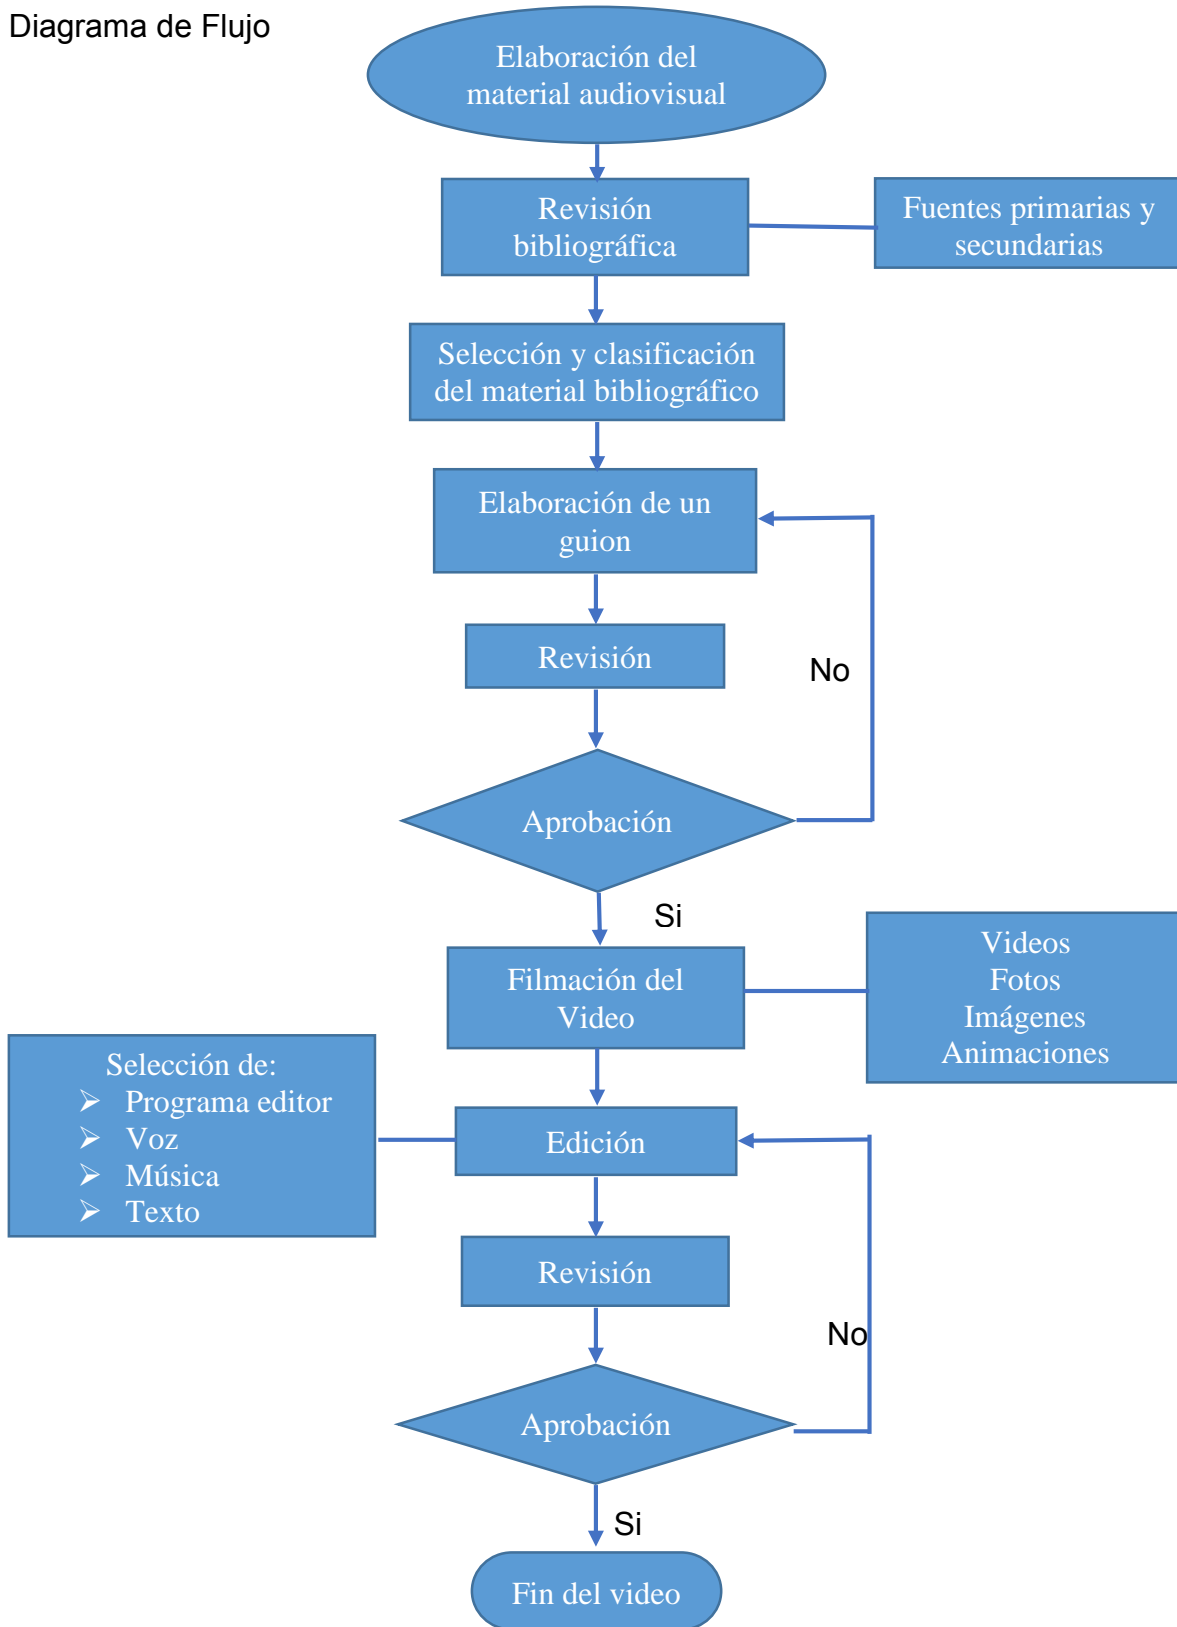 Diagrama de Flujo
Elaboración del
material audiovisual
Revisión
bibliográfica
Fuentes primarias y
secundarias
Selección y clasificación
del material bibliográfico
Elaboración de un
guion
Revisión
No
Aprobación
Si
Filmación del
Video
Videos
Fotos
Imágenes
Animaciones
Selección de:
➢ Programa editor
➢ Voz
➢ Música
➢ Texto
Edición
Revisión
No
Aprobación
Si
Fin del video